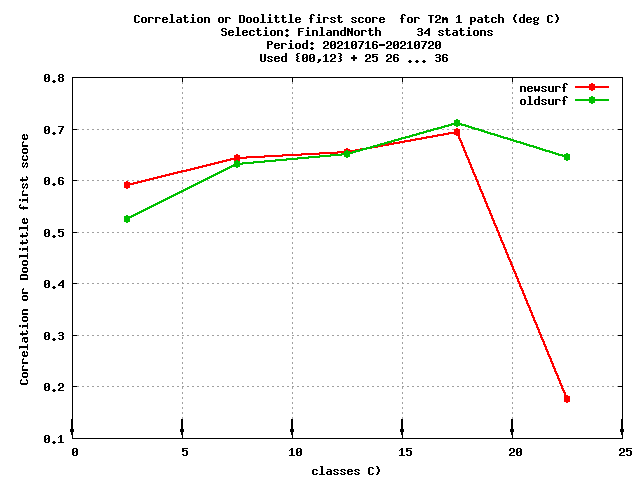 Correlation or Doolittle first score  for T2m 1 patch (deg C)
Selection: FinlandNorth     34 stations
Period: 20210716-20210720
Used {00,12} + 25 26 ... 36
newsurf
oldsurf
Correlation or Doolittle first score
0.8
0.7
0.6
0.5
0.4
0.3
0.2
0.1
0 5 10 15 20 25
classes C)